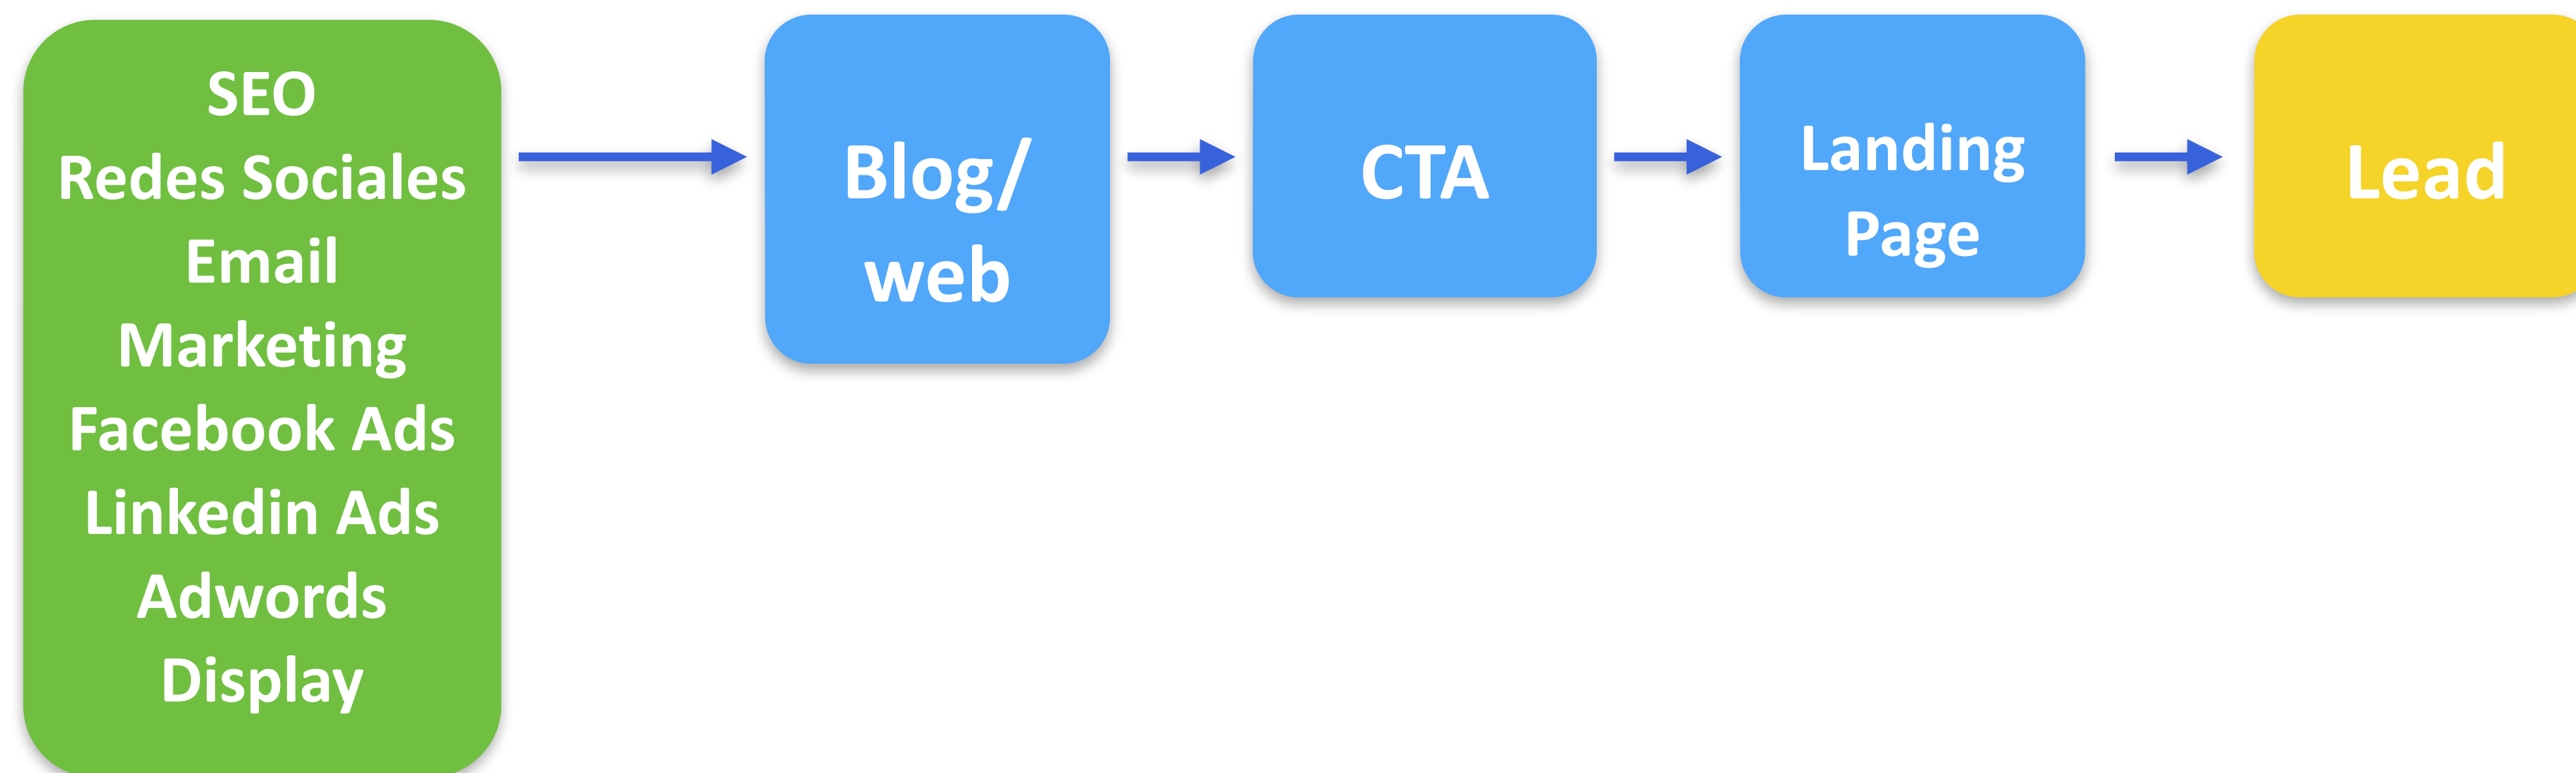 SEO
Redes Sociales
Email
Marketing
Facebook Ads
Linkedin Ads
Adwords
Display
Blog/
web
CTA
Landing
Page
Lead